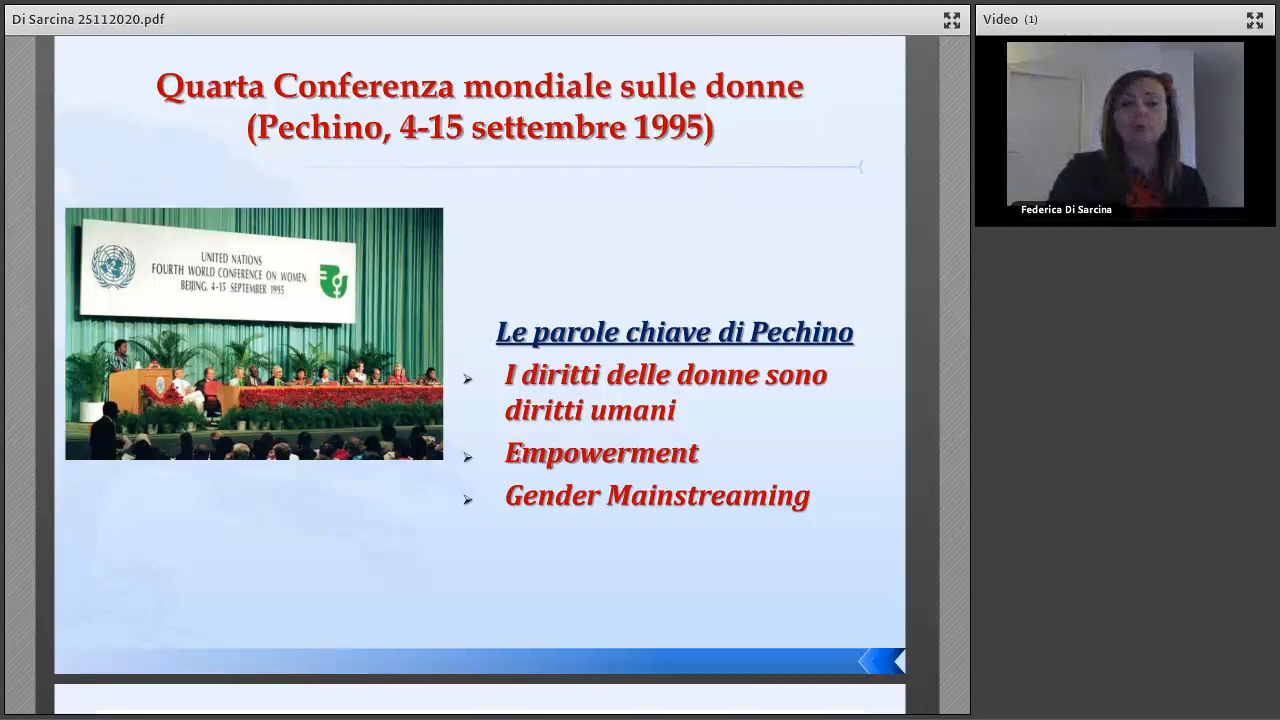 Di Sarcina 25112020.pdf
Video (1)
Quarta Conferenza mondiale sulle donne
(Pechino, 4-15 settembre 1995)
UNITED NATIONS
FOURTH WORLD CONFERENCE ON WOMEN
BEIJING, 4-15 SEPTEMBER 1995
Le parole chiave di Pechino
I diritti delle donne sono
diritti umani
Empowerment
Gender Mainstreaming
Federica Di Sarcina